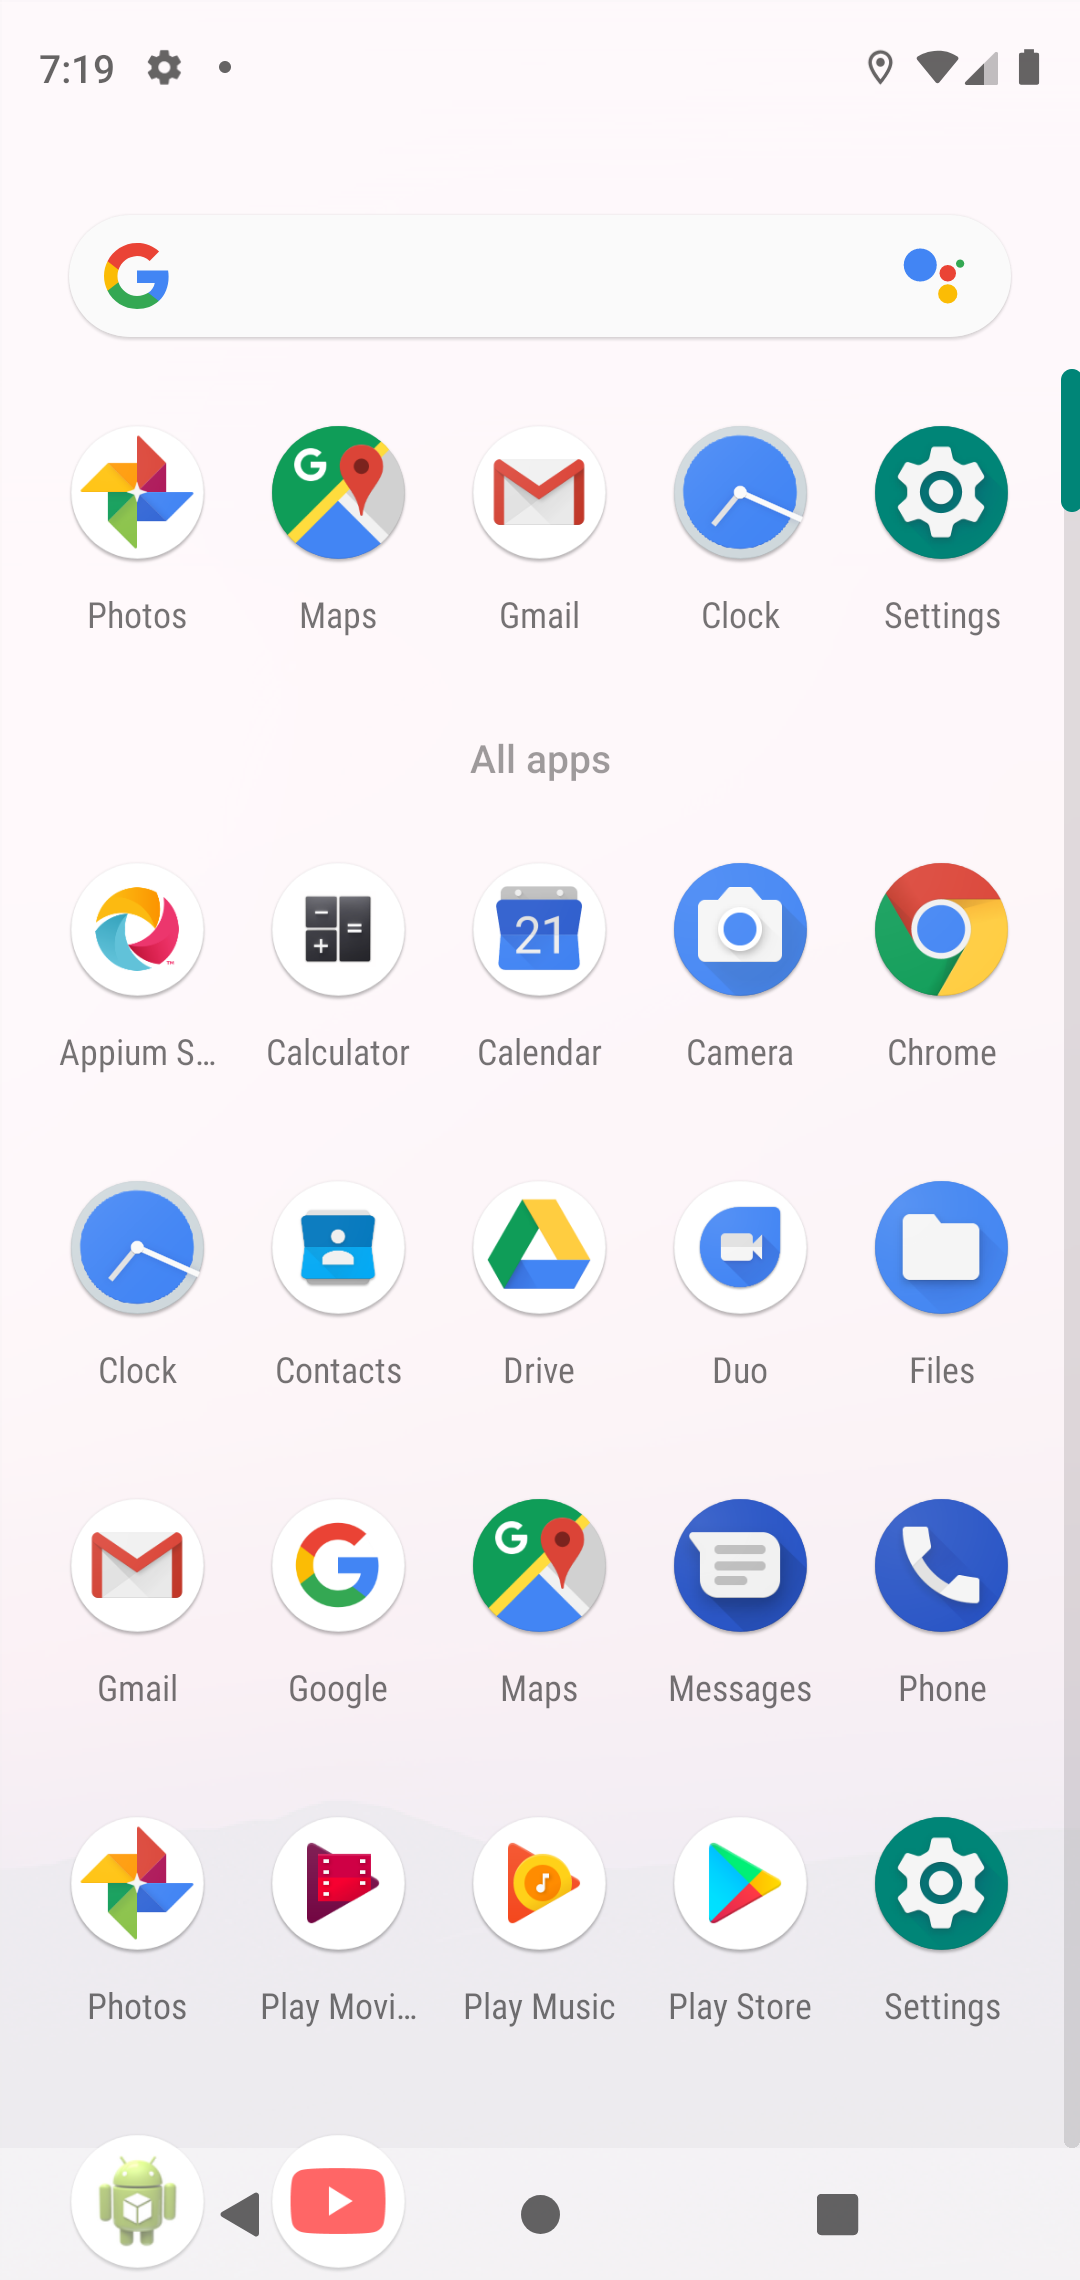 7:19
Photos Maps Gmail Clock Settings
All apps
Appium S... Calculator Calendar Camera Chrome
21
Clock Contacts Drive Duo Files
Gmail Google Maps Messages Phone
Photos Play Movi... Play Music Play Store Settings